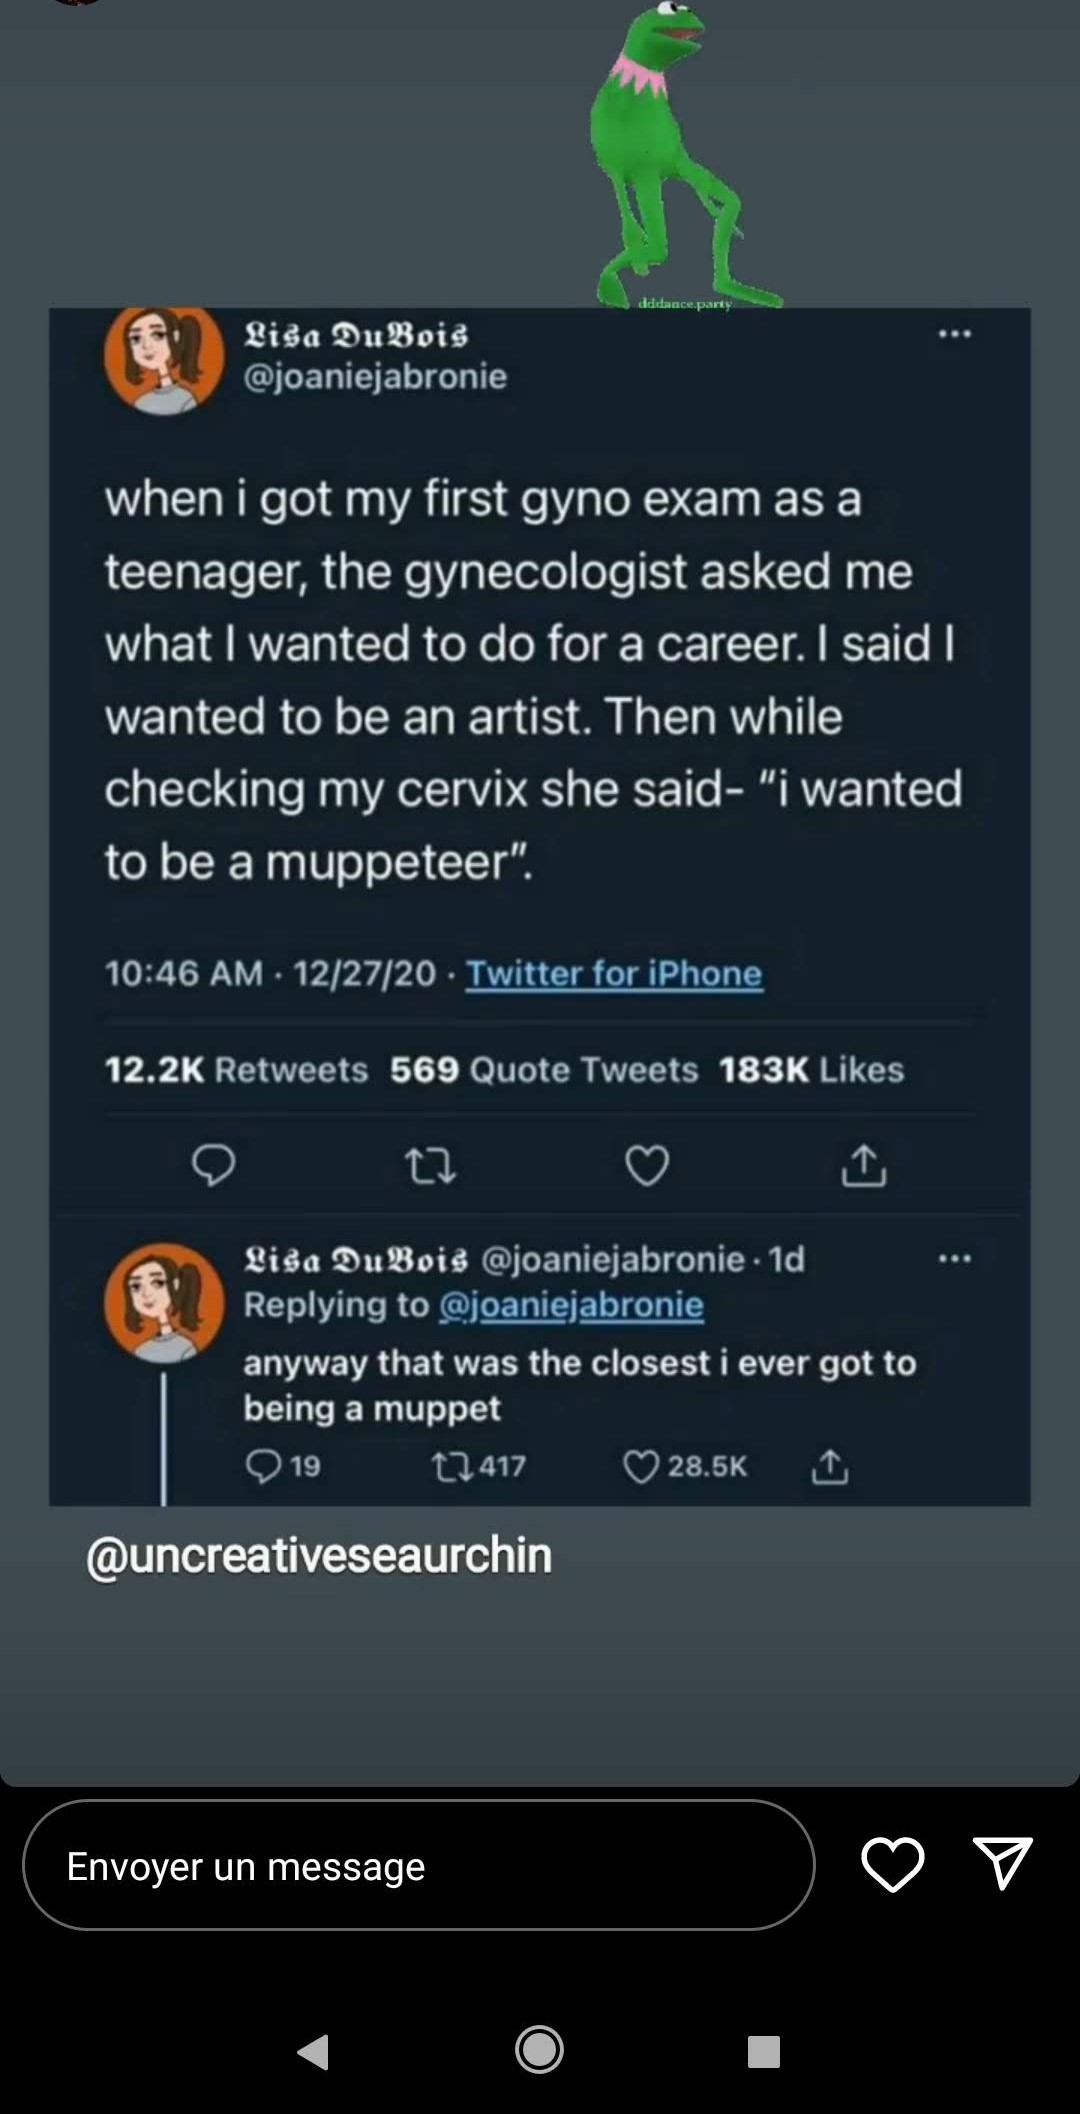 dddance.party
Lisa DuBois
@joaniejabronie
when i got my first gyno exam as a
teenager, the gynecologist asked me
what I wanted to do for a career. I said I
wanted to be an artist. Then while
checking my cervix she said- "i wanted
to be a muppeteer".
10:46 AM · 12/27/20 · Twitter for iPhone
12.2K Retweets 569 Quote Tweets 183K Likes
Lisa DuBois @joaniejabronie · 1d
Replying to @joaniejabronie
anyway that was the closest i ever got to
being a muppet
19 417 28.5K
@uncreativeseaurchin
Envoyer un message